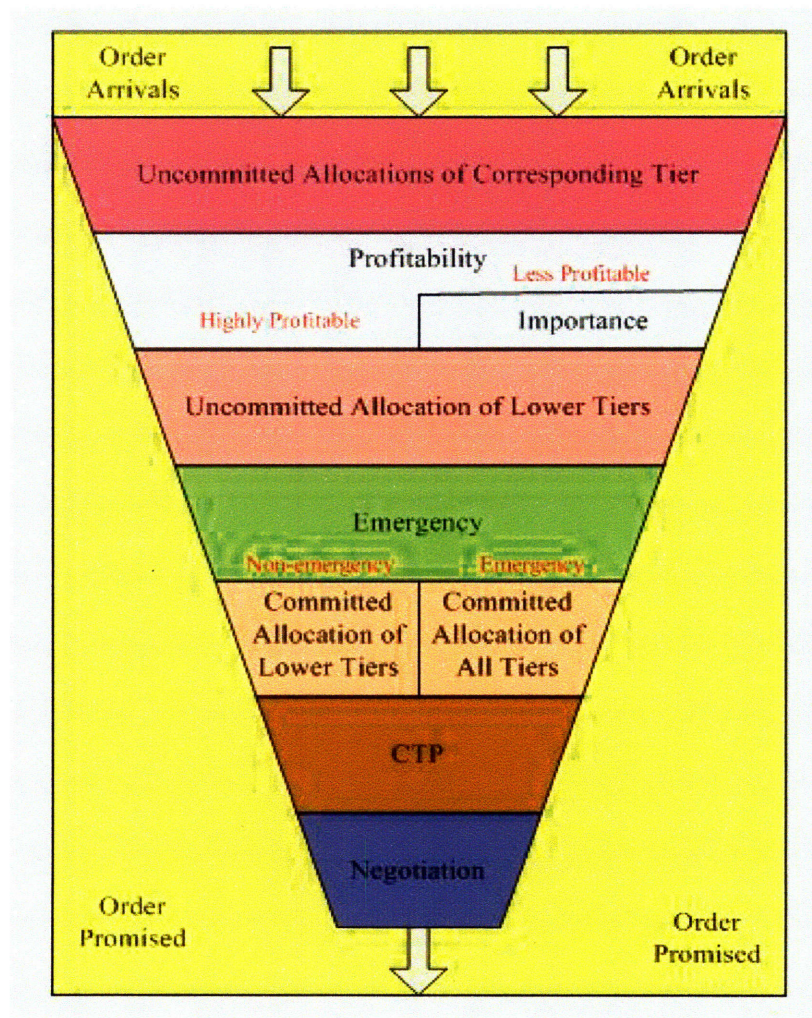 Order
Arrivals
Order
Arrivals
Uncommitted Allocations of Corresponding Tier
Profitability
Less Profitable
Highly Profitable
Importance
Uncommitted Allocation of Lower Tiers
Emergency
Non-emergency
Emergency
Committed
Allocation of
Lower Tiers
Committed
Allocation of
All Tiers
CTP
Negotiation
Order
Promised
Order
Promised